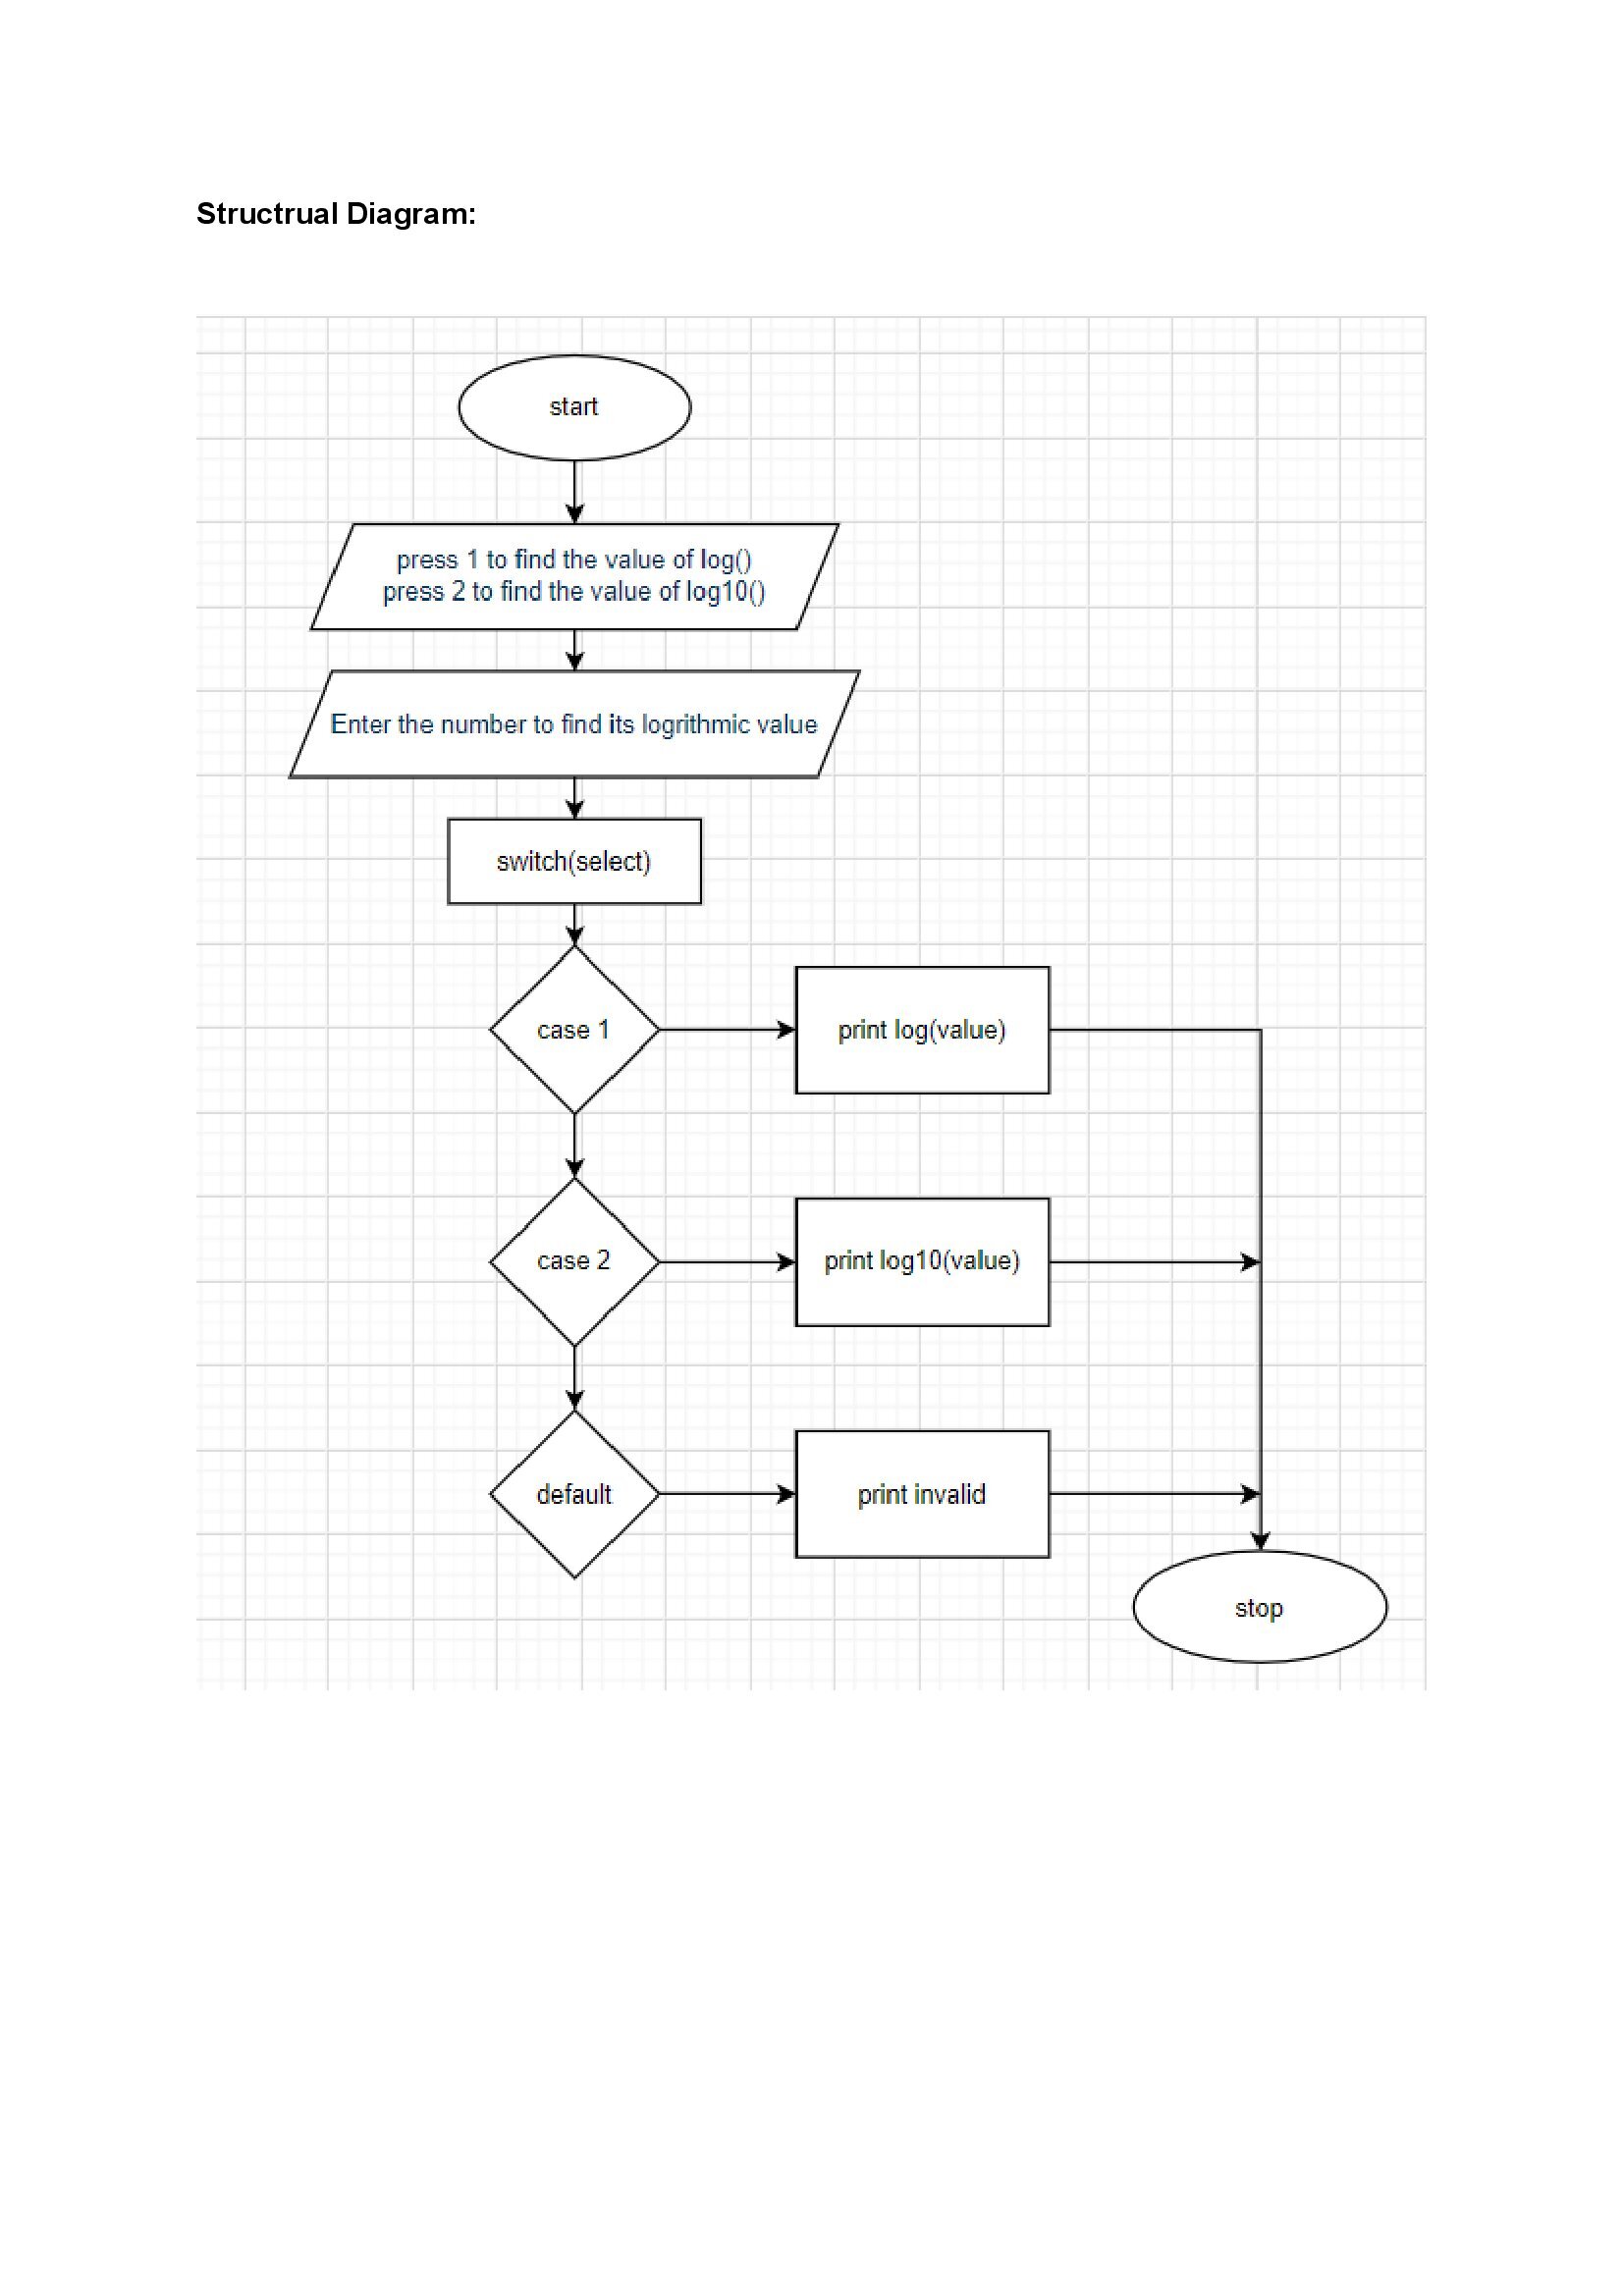 Structrual Diagram:
start
press 1 to find the value of log()
press 2 to find the value of log10()
Enter the number to find its logrithmic value
switch(select)
case 1
print log(value)
case 2
print log10(value)
default
print invalid
stop